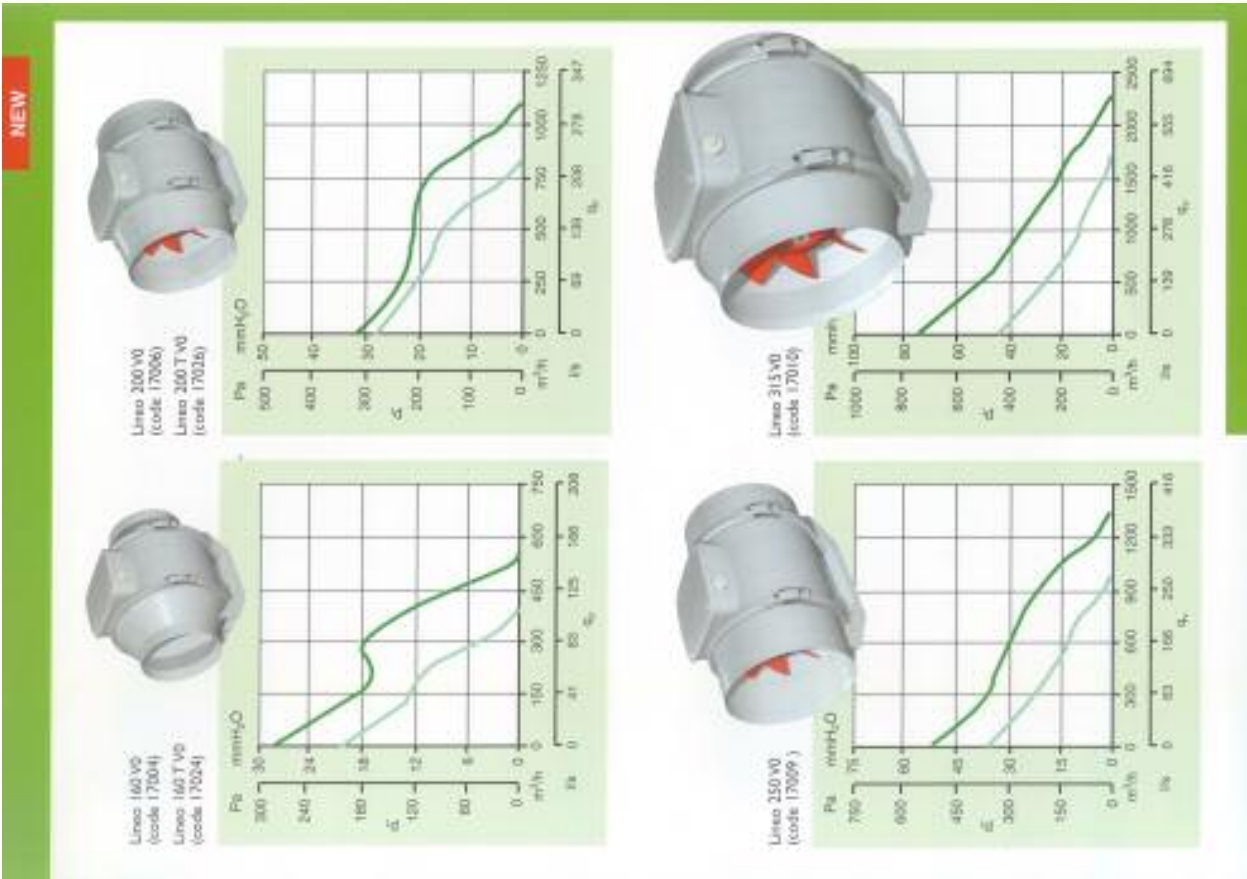 NEW
Lineo 160 V0
(code 17004)
Lineo 160 T V0
(code 17024)
Pa mmH₂O
300 30
240 24
180 18
120 12
60 6
0 0
m³/h 0 150 300 450 600 750
l/s 0 41 83 125 166 208
qᵥ
Lineo 200 V0
(code 17006)
Lineo 200 T V0
(code 17026)
Pa mmH₂O
500 50
400 40
300 30
200 20
100 10
0 0
m³/h 0 250 500 750 1000 1250
l/s 0 69 139 208 278 347
qᵥ
Lineo 250 V0
(code 17009 )
Pa mmH₂O
750 75
600 60
450 45
300 30
150 15
0 0
m³/h 0 300 600 900 1200 1500
l/s 0 83 166 250 333 416
qᵥ
Lineo 315 V0
(code 17010)
Pa
1000 100
800 80
600 60
400 40
200 20
0 0
m³/h 0 500 1000 1500 2000 2500
l/s 0 139 278 416 555 694
qᵥ